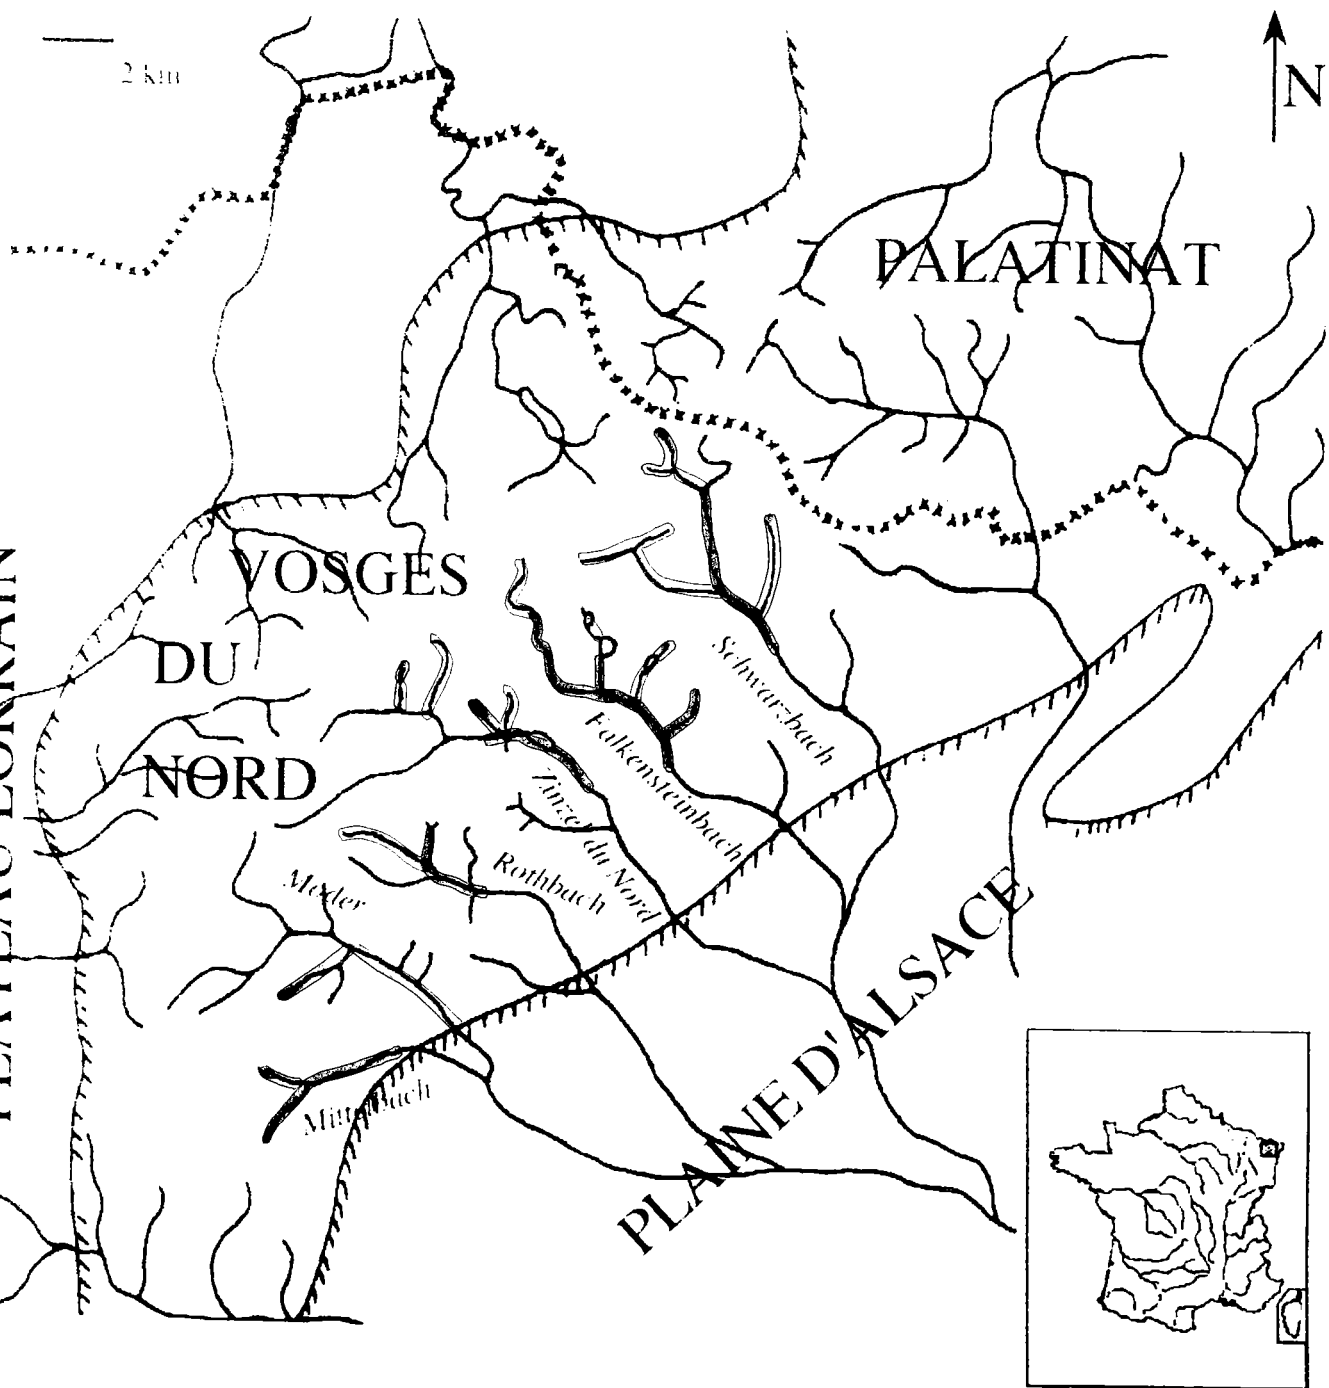 2 km
N
PALATINAT
VOSGES
DU
NORD
PLATEAU LORRAIN
Schwarzbach
Falkensteinbach
Zinzel du Nord
Rothbach
Moder
Mittelbach
PLAINE D'ALSACE